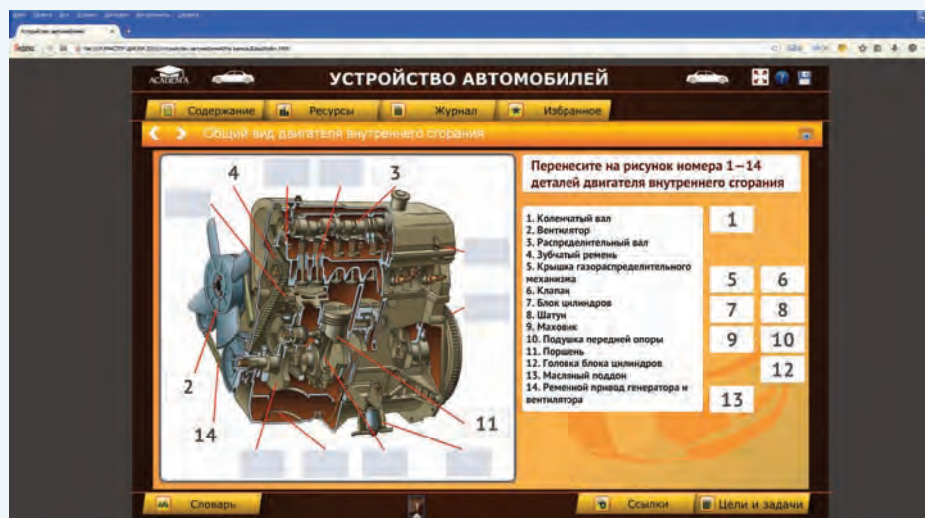 Устройство автомобилей
Яндекс
ACADEMA
УСТРОЙСТВО АВТОМОБИЛЕЙ
Содержание
Ресурсы
Журнал
Избранное
Общий вид двигателя внутреннего сгорания
4
3
2
14
11
Перенесите на рисунок номера 1—14
деталей двигателя внутреннего сгорания
1. Коленчатый вал
2. Вентилятор
3. Распределительный вал
4. Зубчатый ремень
5. Крышка газораспределительного
механизма
6. Клапан
7. Блок цилиндров
8. Шатун
9. Маховик
10. Подушка передней опоры
11. Поршень
12. Головка блока цилиндров
13. Масляный поддон
14. Ременной привод генератора и
вентилятора
1
5 6
7 8
9 10
12
13
Словарь
Ссылки
Цели и задачи